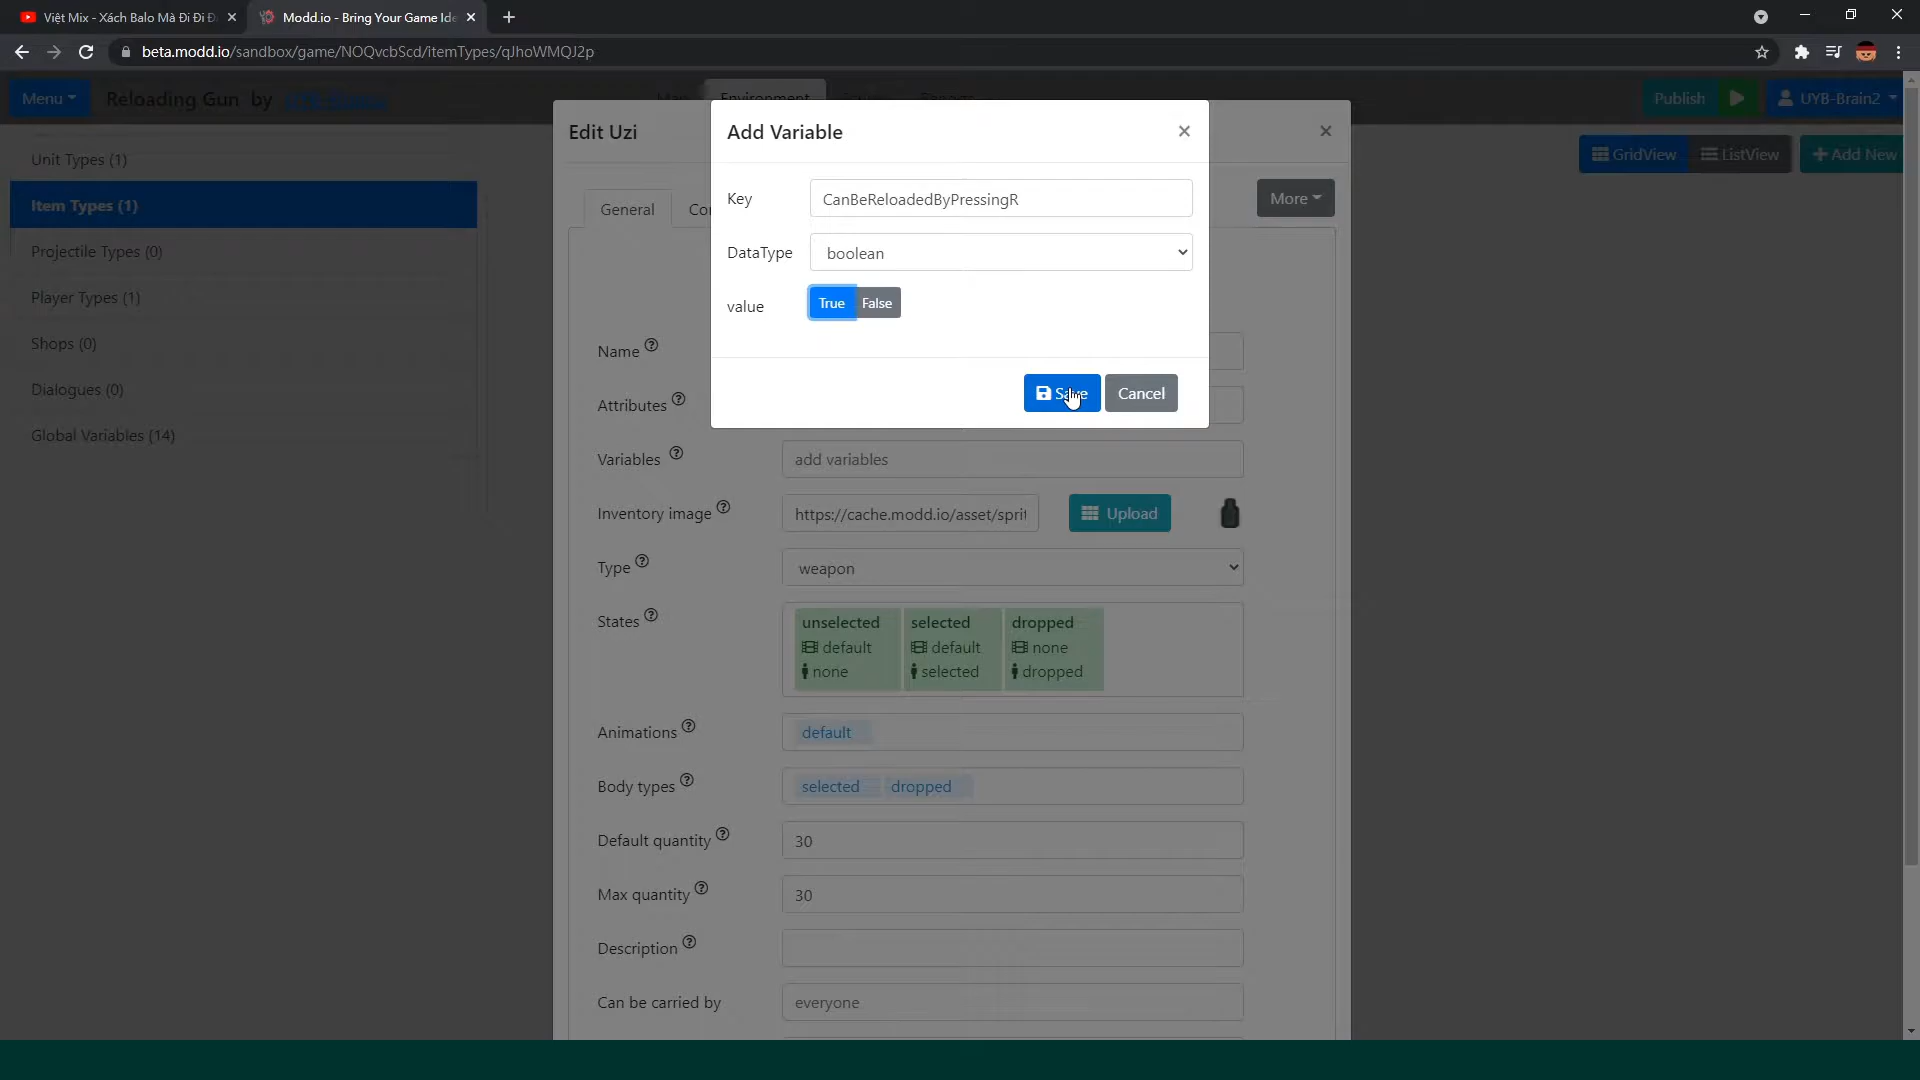 Việt Mix - Xách Balo Mà Đi Đi Đ
Modd.io - Bring Your Game Ide
beta.modd.io/sandbox/game/NOQvcbScd/itemTypes/qJhoWMQJ2p
Menu
Reloading Gun by
Environment
Publish
UYB-Brain2
Unit Types (1)
Item Types (1)
Projectile Types (0)
Player Types (1)
Shops (0)
Dialogues (0)
Global Variables (14)
GridView
ListView
Add New
Edit Uzi
×
General
More
Add Variable
×
Key
CanBeReloadedByPressingR
DataType
boolean
value
True
False
Save
Cancel
Name
Attributes
Variables
add variables
Inventory image
https://cache.modd.io/asset/sprit
Upload
Type
weapon
States
unselected
default
none
selected
default
selected
dropped
none
dropped
Animations
default
Body types
selected
dropped
Default quantity
30
Max quantity
30
Description
Can be carried by
everyone